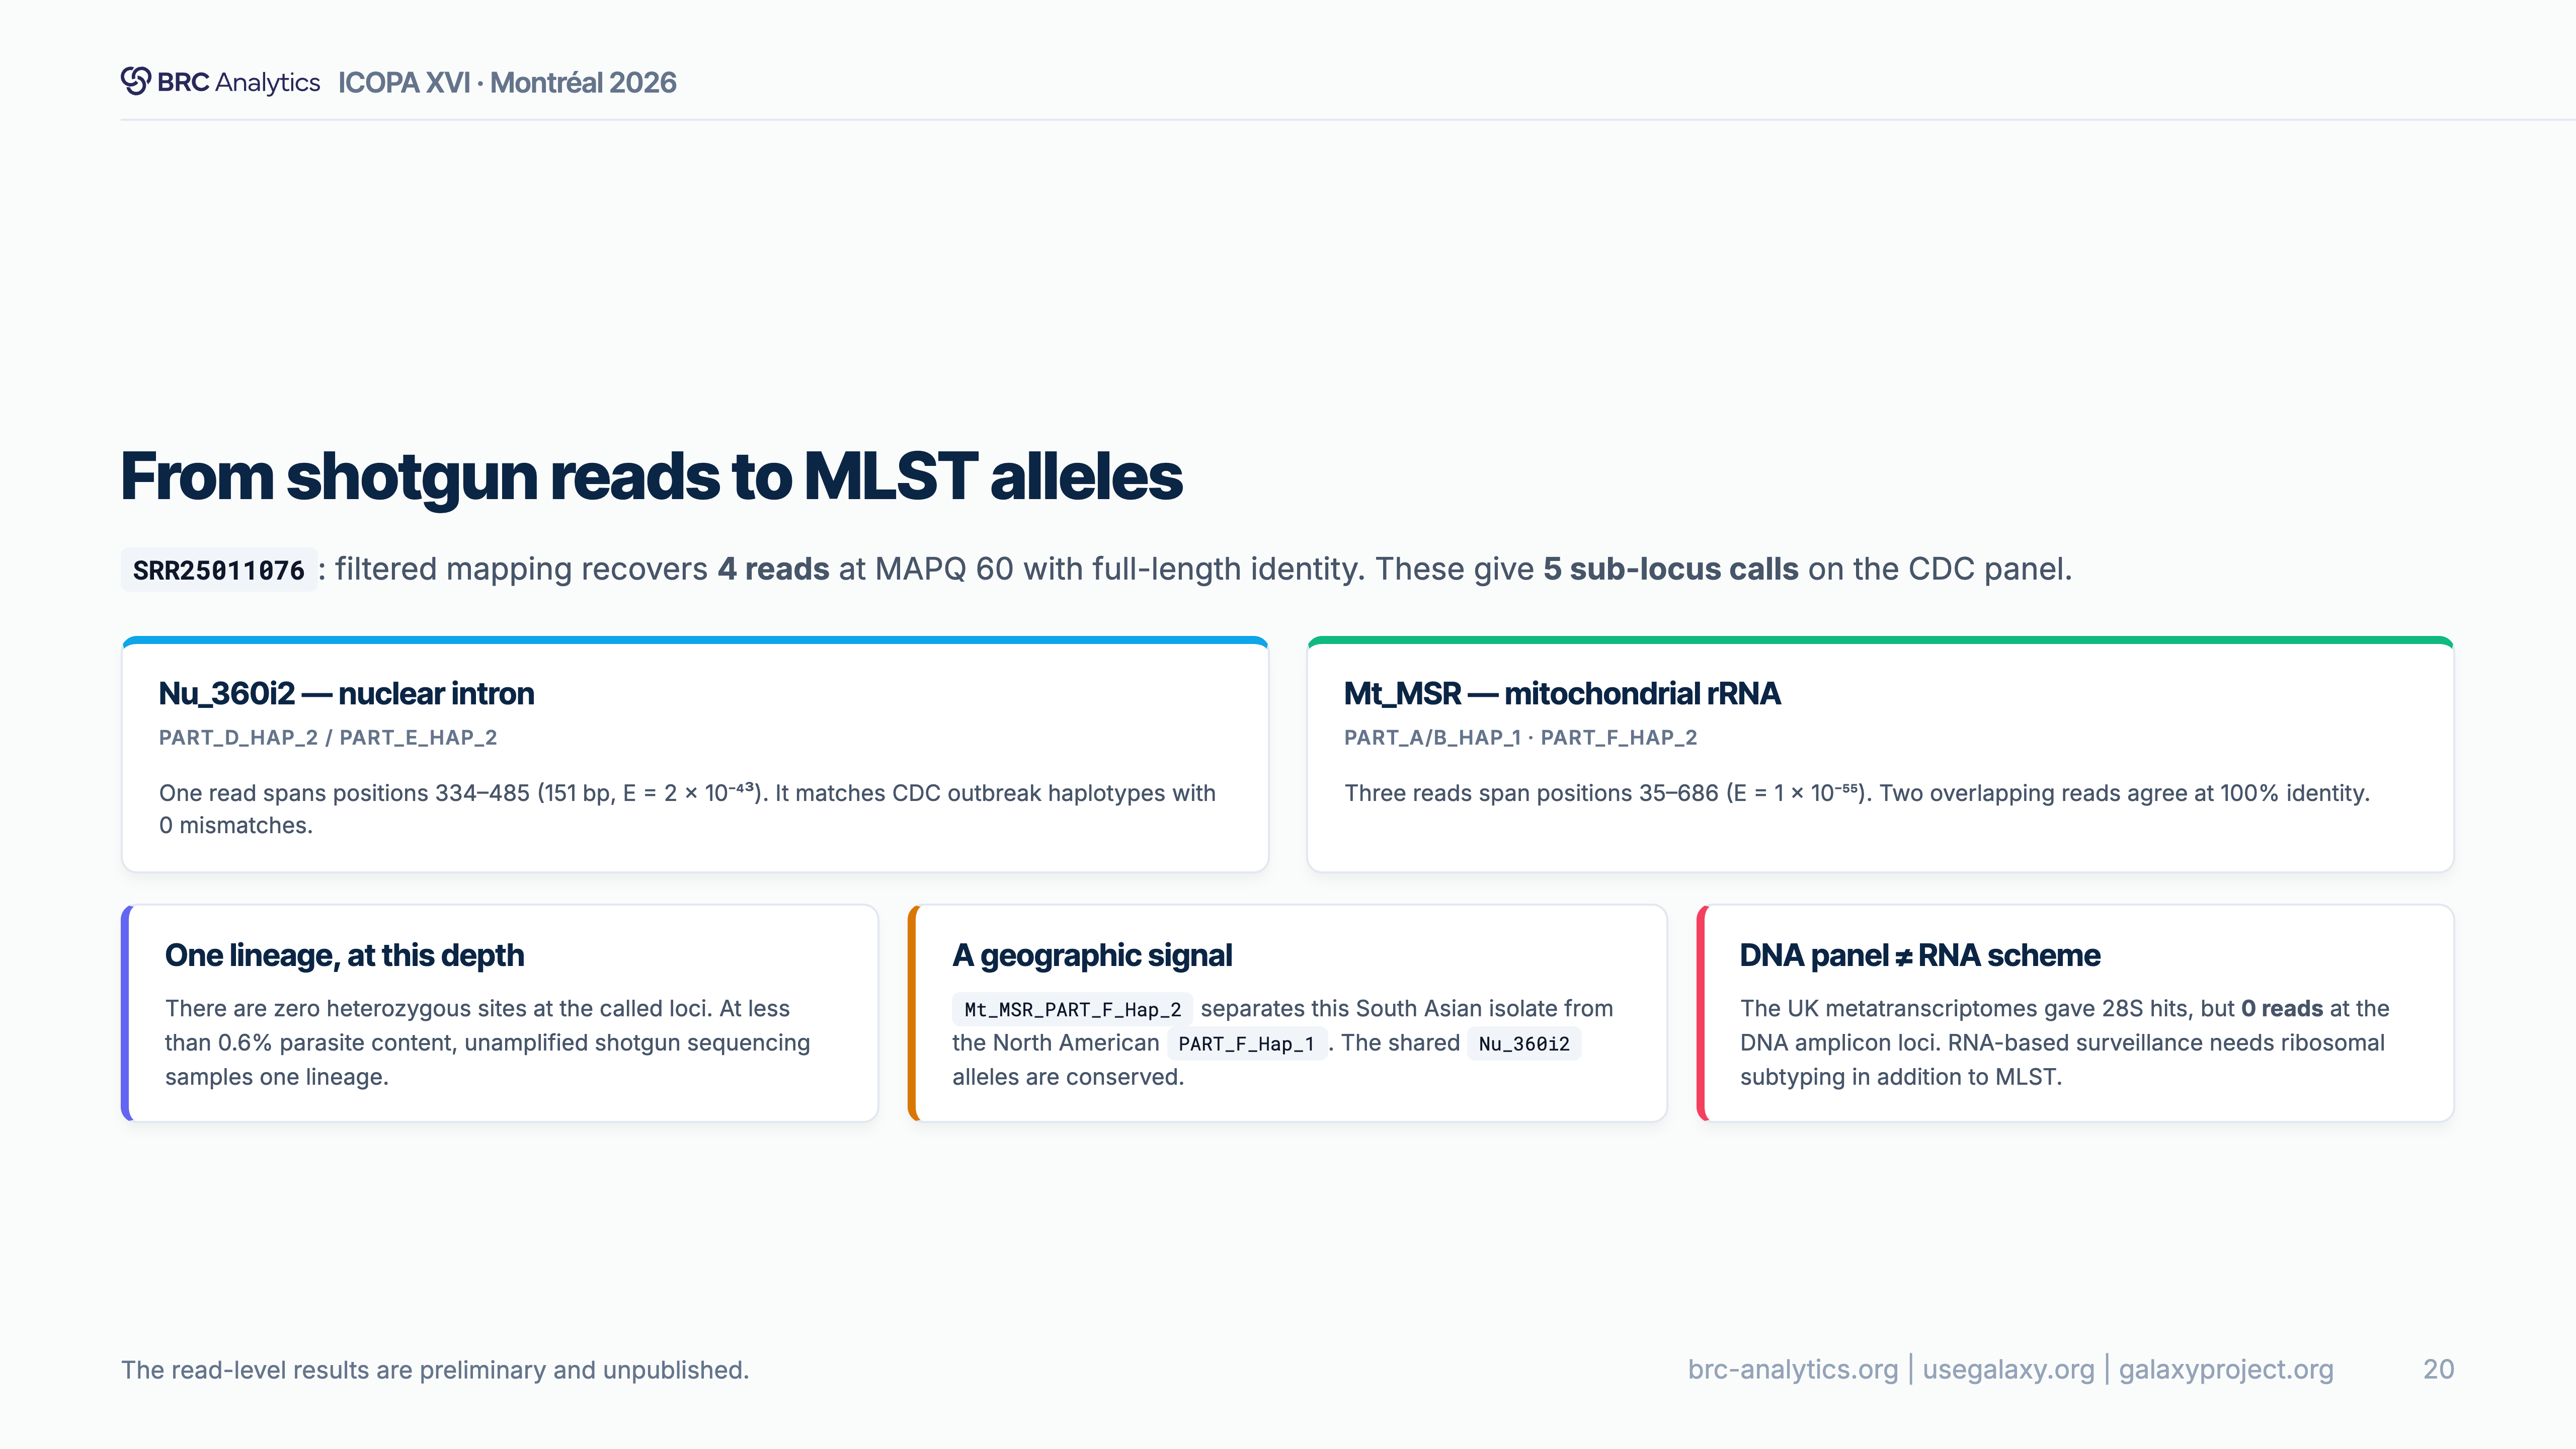 BRC Analytics ICOPA XVI · Montréal 2026
From shotgun reads to MLST alleles
SRR25011076 : filtered mapping recovers 4 reads at MAPQ 60 with full-length identity. These give 5 sub-locus calls on the CDC panel.
Nu_360i2 — nuclear intron
PART_D_HAP_2 / PART_E_HAP_2
One read spans positions 334–485 (151 bp, E = 2 × 10⁻⁴³). It matches CDC outbreak haplotypes with
0 mismatches.
Mt_MSR — mitochondrial rRNA
PART_A/B_HAP_1 · PART_F_HAP_2
Three reads span positions 35–686 (E = 1 × 10⁻⁵⁵). Two overlapping reads agree at 100% identity.
One lineage, at this depth
There are zero heterozygous sites at the called loci. At less
than 0.6% parasite content, unamplified shotgun sequencing
samples one lineage.
A geographic signal
Mt_MSR_PART_F_Hap_2 separates this South Asian isolate from
the North American PART_F_Hap_1 . The shared Nu_360i2
alleles are conserved.
DNA panel ≠ RNA scheme
The UK metatranscriptomes gave 28S hits, but 0 reads at the
DNA amplicon loci. RNA-based surveillance needs ribosomal
subtyping in addition to MLST.
The read-level results are preliminary and unpublished.
brc-analytics.org | usegalaxy.org | galaxyproject.org 20